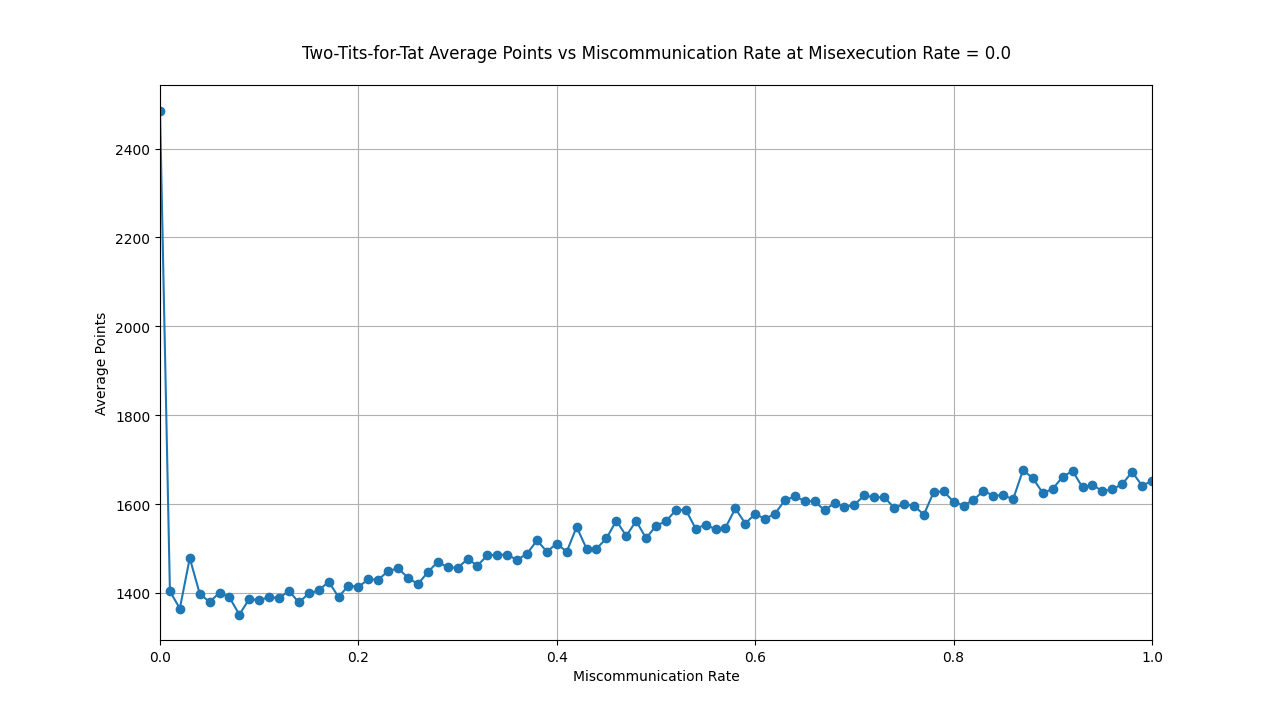 Two-Tits-for-Tat Average Points vs Miscommunication Rate at Misexecution Rate = 0.0
2400
2200
2000
1800
1600
1400
Average Points
0.0 0.2 0.4 0.6 0.8 1.0
Miscommunication Rate